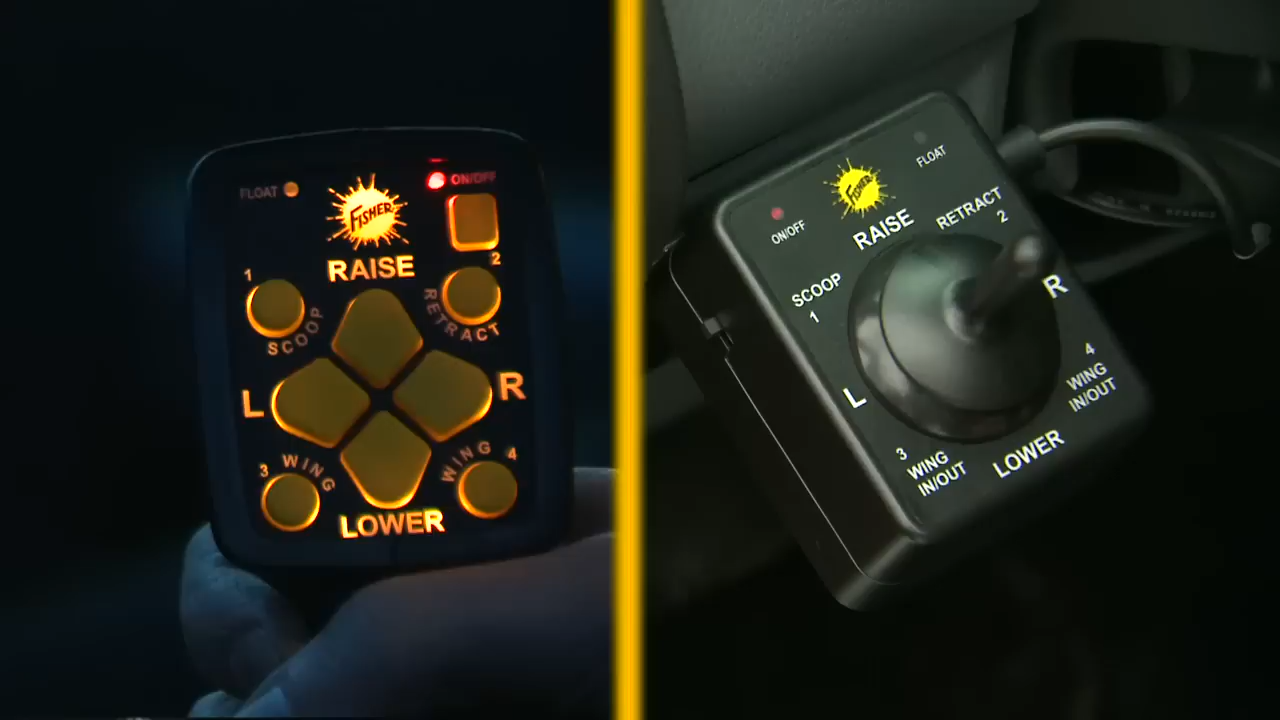 FLOAT
ON/OFF
FISHER
RAISE
1
2
SCOOP
RETRACT
L
R
3 WING
WING 4
LOWER
FLOAT
FISHER
ON/OFF
RAISE
RETRACT
2
SCOOP
1
R
L
4
WING
IN/OUT
3
WING
IN/OUT
LOWER